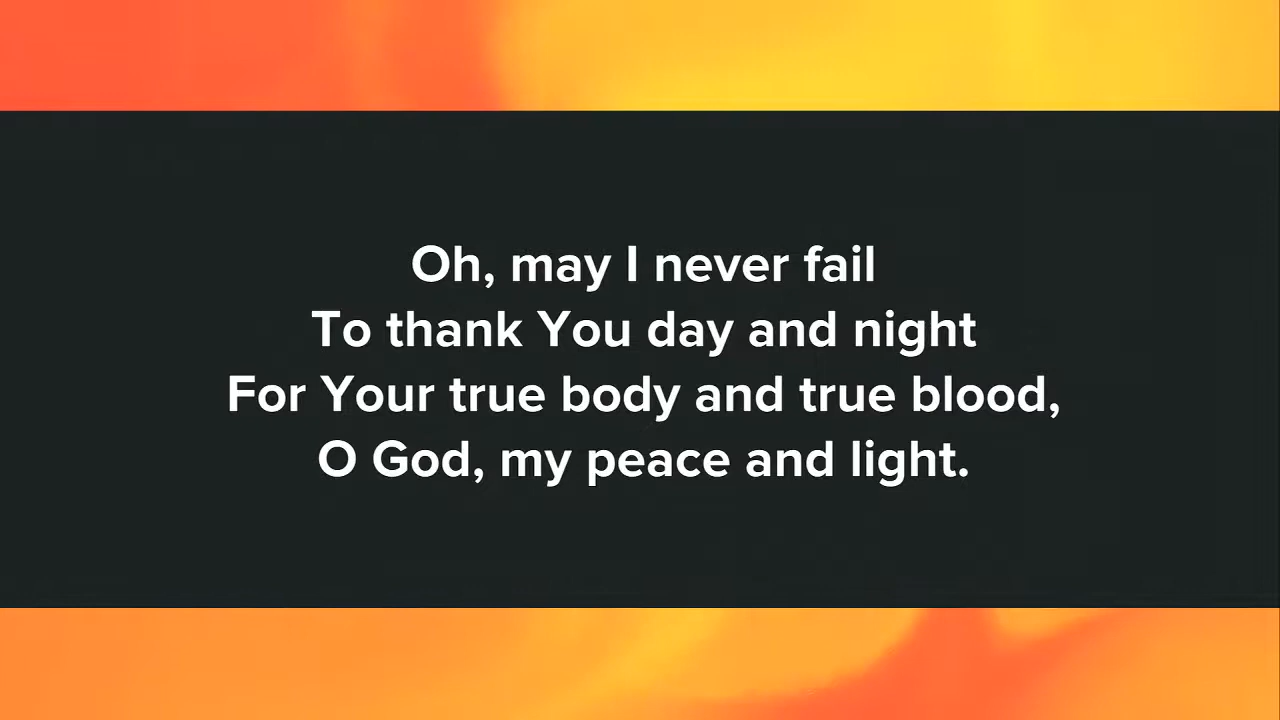 Oh, may I never fail
To thank You day and night
For Your true body and true blood,
O God, my peace and light.